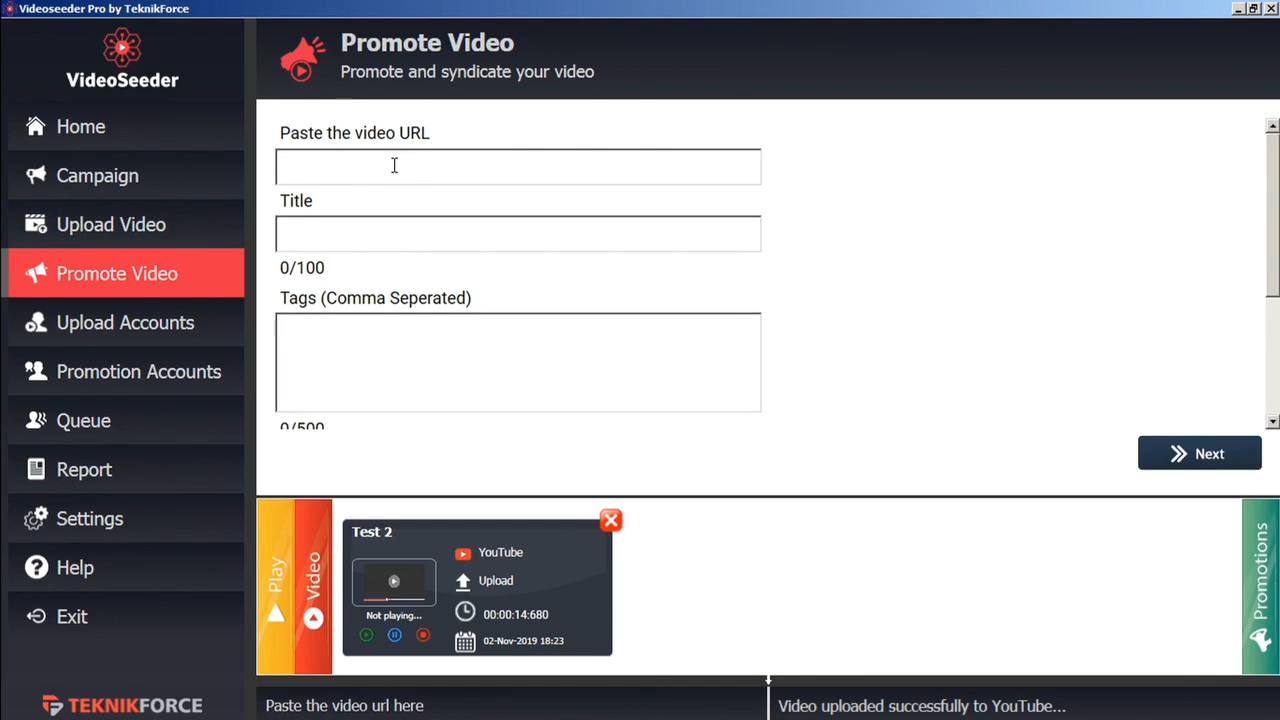 Videoseeder Pro by TeknikForce
VideoSeeder
Home
Campaign
Upload Video
Promote Video
Upload Accounts
Promotion Accounts
Queue
Report
Settings
Help
Exit
TEKNIKFORCE
Promote Video
Promote and syndicate your video
Paste the video URL
Title
0/100
Tags (Comma Seperated)
0/500
Next
Play
Video
Test 2
Not playing...
YouTube
Upload
00:00:14:680
02-Nov-2019 18:23
Promotions
Paste the video url here
Video uploaded successfully to YouTube...